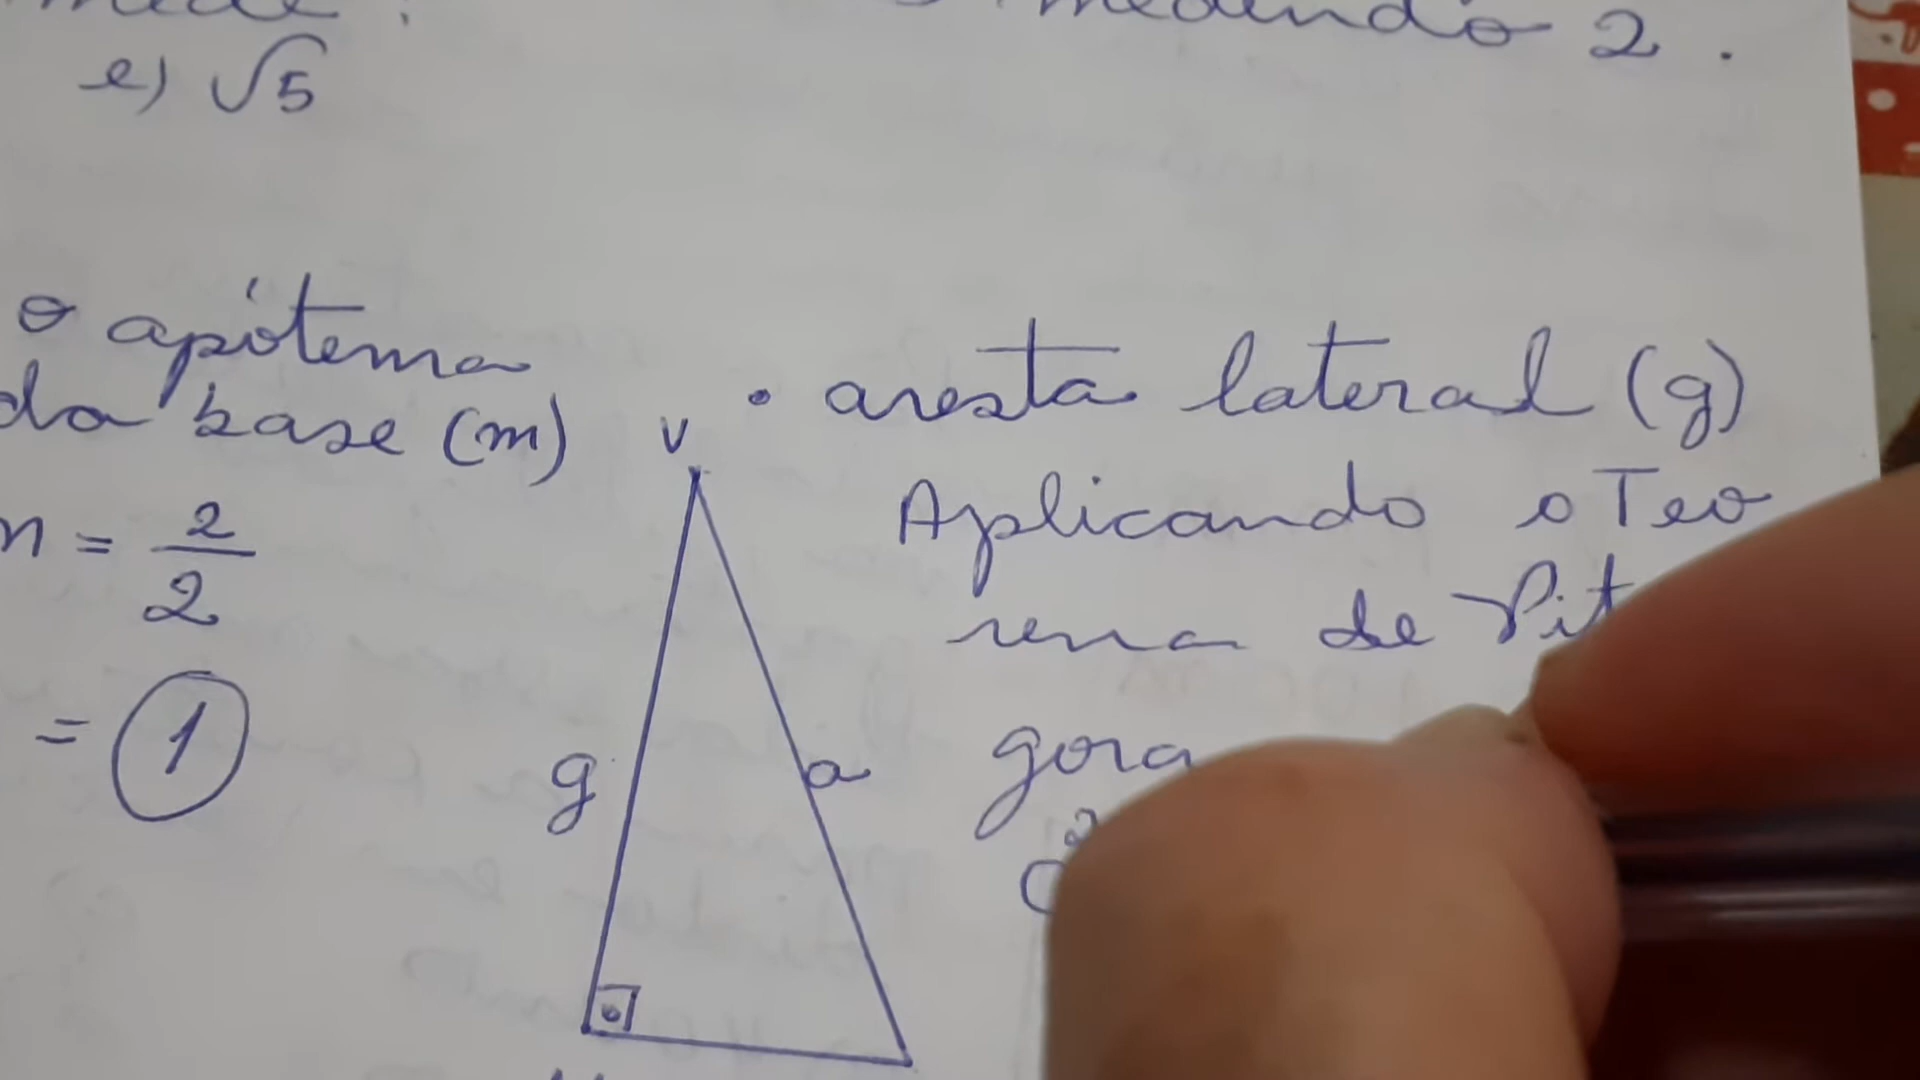 medindo 2.
e) √5
o apótema
da base (m)
= 2/2
= 1
V
g
a
• aresta lateral (g)
Aplicando o Teo
rema de Pit
gora